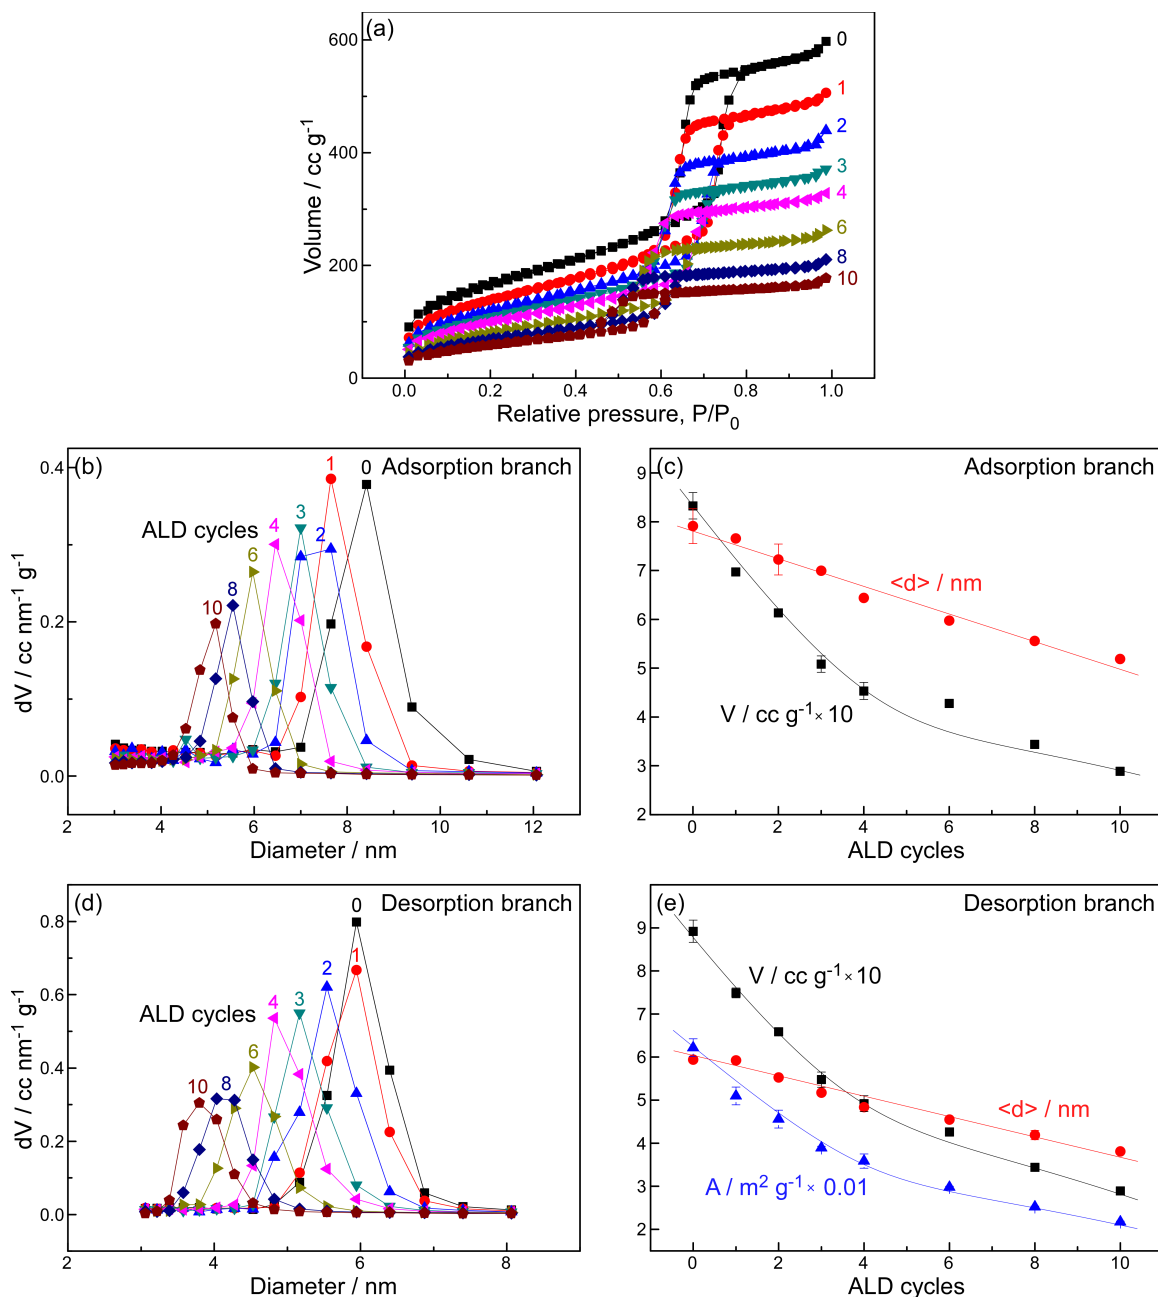 (a)
600
400
200
0
Volume / cc g⁻¹
0
1
2
3
4
6
8
10
0.0 0.2 0.4 0.6 0.8 1.0
Relative pressure, P/P₀
(b)
Adsorption branch
ALD cycles
0.4
0.2
0.0
dV / cc nm⁻¹ g⁻¹
10
8
6
4
3
2
1
0
2 4 6 8 10 12
Diameter / nm
(c)
Adsorption branch
9
8
7
6
5
4
3
2
<d> / nm
V / cc g⁻¹ × 10
0 2 4 6 8 10
ALD cycles
(d)
Desorption branch
ALD cycles
0.8
0.6
0.4
0.2
0.0
dV / cc nm⁻¹ g⁻¹
10
8
6
4
3
2
1
0
2 4 6 8
Diameter / nm
(e)
Desorption branch
9
8
7
6
5
4
3
2
V / cc g⁻¹ × 10
<d> / nm
A / m² g⁻¹ × 0.01
0 2 4 6 8 10
ALD cycles